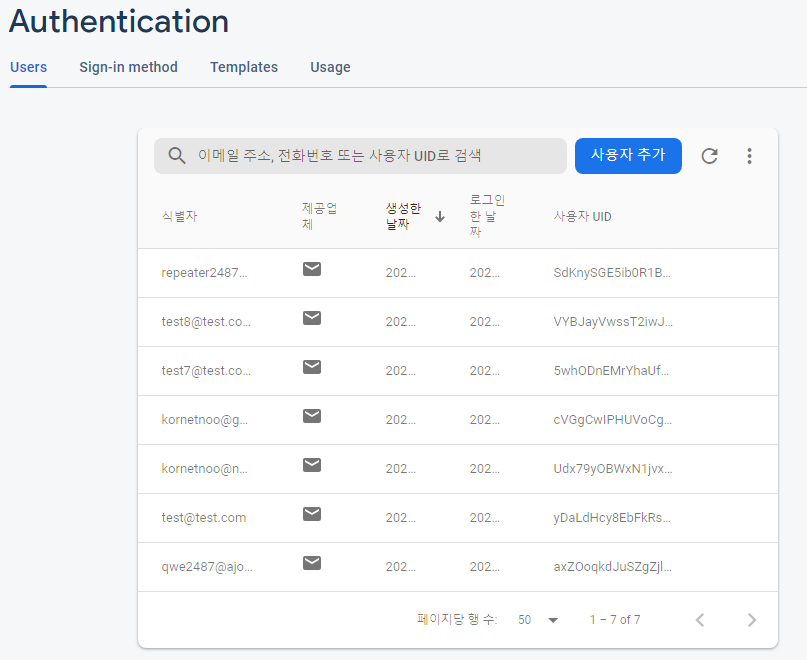 Authentication
Users Sign-in method Templates Usage
이메일 주소, 전화번호 또는 사용자 UID로 검색 사용자 추가
식별자 제공업체 생성한 날짜 로그인한 날짜 사용자 UID
repeater2487... 202... 202... SdKnySGE5ib0R1B...
test8@test.co... 202... 202... VYBJayVwssT2iwJ...
test7@test.co... 202... 202... 5whODnEMrYhaUf...
kornetnoo@g... 202... 202... cVGgCwIPHUVoCg...
kornetnoo@n... 202... 202... Udx79yOBWxN1jvx...
test@test.com 202... 202... yDaLdHcy8EbFkRs...
qwe2487@ajo... 202... 202... axZOoqkdJuSZgZjl...
페이지당 행 수: 50 1 – 7 of 7